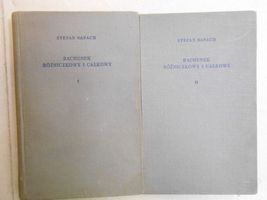 STEFAN BANACH
RACHUNEK
RÓŻNICZKOWY I CAŁKOWY
I
STEFAN BANACH
RACHUNEK
RÓŻNICZKOWY I CAŁKOWY
II